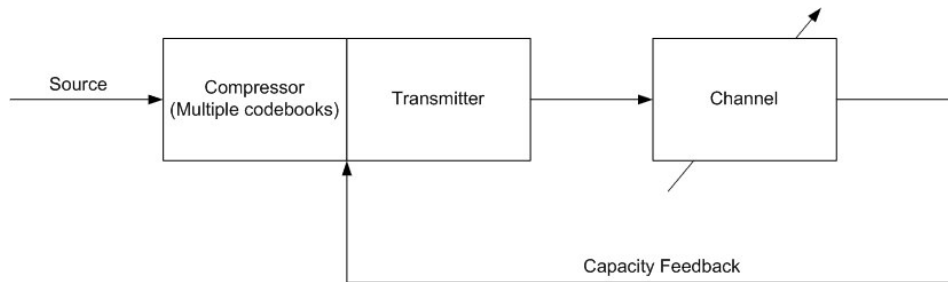 Source
Compressor
(Multiple codebooks)
Transmitter
Channel
Capacity Feedback